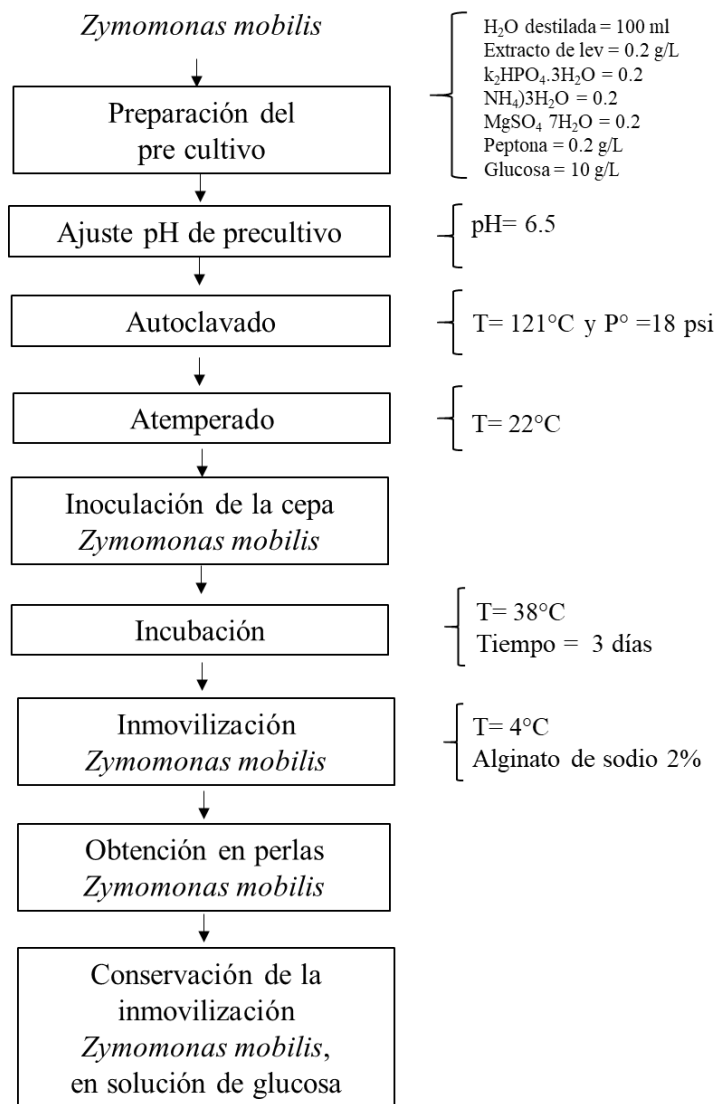 Zymomonas mobilis
H₂O destilada = 100 ml
Extracto de lev = 0.2 g/L
k₂HPO₄.3H₂O = 0.2
NH₄)3H₂O = 0.2
MgSO₄ 7H₂O = 0.2
Peptona = 0.2 g/L
Glucosa = 10 g/L
Preparación del
pre cultivo
Ajuste pH de precultivo
pH= 6.5
Autoclavado
T= 121°C y P° =18 psi
Atemperado
T= 22°C
Inoculación de la cepa
Zymomonas mobilis
Incubación
T= 38°C
Tiempo = 3 días
Inmovilización
Zymomonas mobilis
T= 4°C
Alginato de sodio 2%
Obtención en perlas
Zymomonas mobilis
Conservación de la
inmovilización
Zymomonas mobilis,
en solución de glucosa